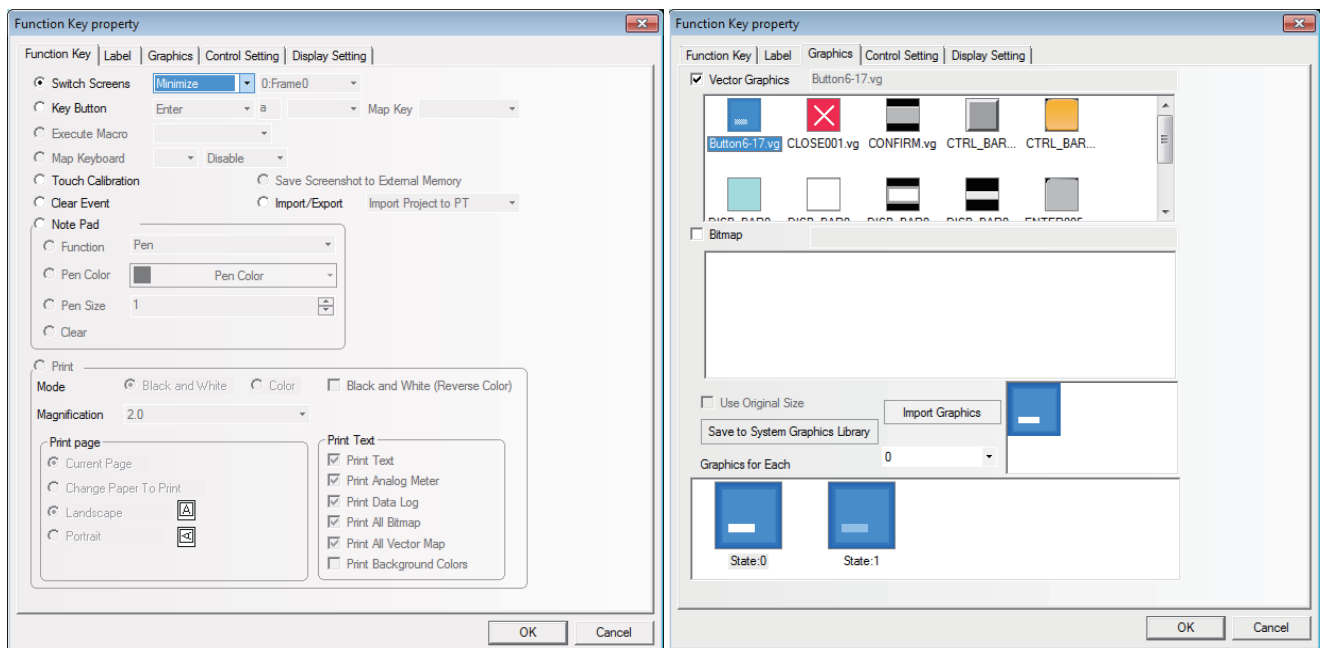 Function Key property
Function Key Label Graphics Control Setting Display Setting
Switch Screens Minimize 0:Frame0
Key Button Enter a Map Key
Execute Macro
Map Keyboard Disable
Touch Calibration Save Screenshot to External Memory
Clear Event Import/Export Import Project to PT
Note Pad
Function Pen
Pen Color Pen Color
Pen Size 1
Clear
Print
Mode Black and White Color Black and White (Reverse Color)
Magnification 2.0
Print page
Current Page
Change Paper To Print
Landscape A
Portrait A
Print Text
Print Text
Print Analog Meter
Print Data Log
Print All Bitmap
Print All Vector Map
Print Background Colors
OK Cancel
Function Key property
Function Key Label Graphics Control Setting Display Setting
Vector Graphics Button6-17.vg
Button6-17.vg CLOSE001.vg CONFIRM.vg CTRL_BAR... CTRL_BAR...
Bitmap
Use Original Size
Import Graphics
Save to System Graphics Library
Graphics for Each 0
State:0 State:1
OK Cancel